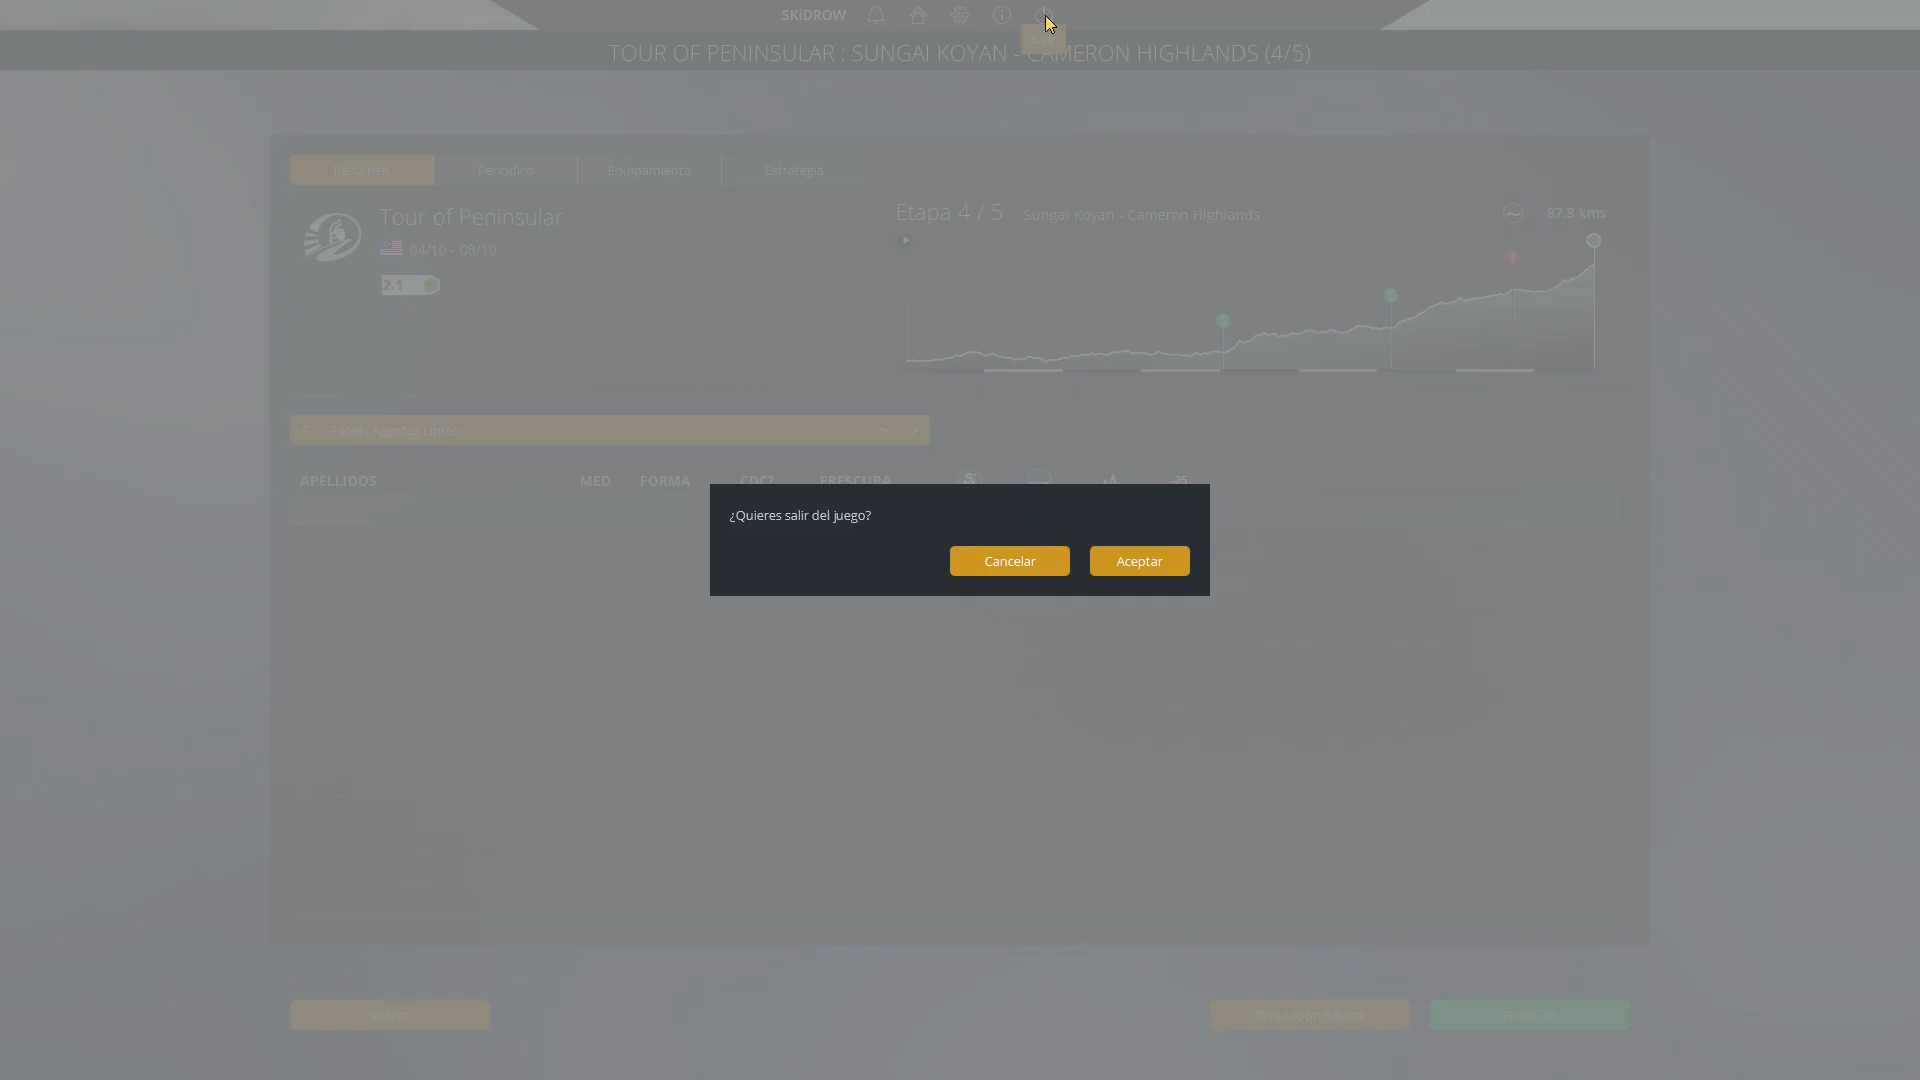 SKiDROW
TOUR OF PENINSULAR : SUNGAI KOYAN - CAMERON HIGHLANDS (4/5)
Resumen
Periodico
Equipamiento
Estrategia
Tour of Peninsular
04/10 - 08/10
2.1
Etapa 4 / 5
Sungai Koyan - Cameron Highlands
87.8 kms
Panel : Agentes Libres
APELLIDOS
MED
FORMA
CDC?
FRESCURA
-25
¿Quieres salir del juego?
Cancelar
Aceptar
Volver
Simulación Rápida
Etapa 3D